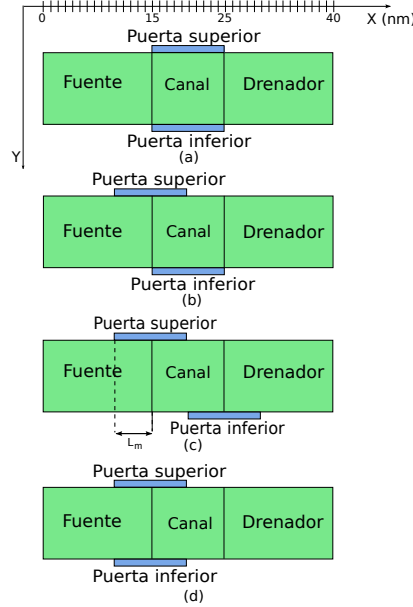 0 15 25 40 X (nm)
Puerta superior
Fuente Canal Drenador
Puerta inferior
Y
(a)
Puerta superior
Fuente Canal Drenador
Puerta inferior
(b)
Puerta superior
Fuente Canal Drenador
Puerta inferior
Lm
(c)
Puerta superior
Fuente Canal Drenador
Puerta inferior
(d)